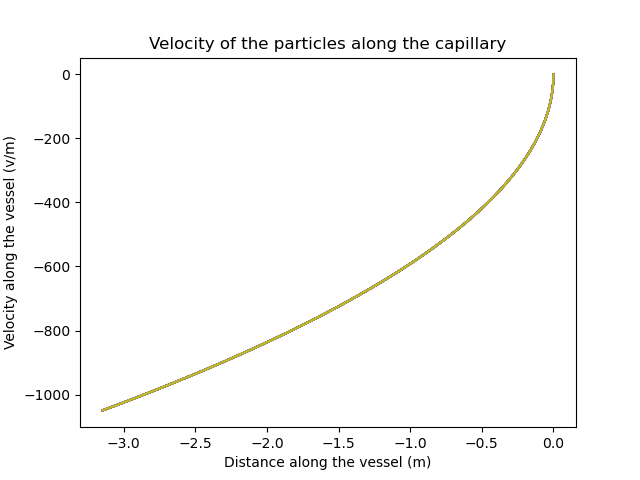 Velocity of the particles along the capillary
Velocity along the vessel (v/m)
0
−200
−400
−600
−800
−1000
−3.0 −2.5 −2.0 −1.5 −1.0 −0.5 0.0
Distance along the vessel (m)